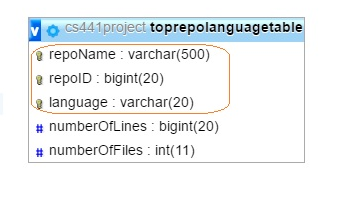 v cs441project toprepolanguagetable
repoName : varchar(500)
repoID : bigint(20)
language : varchar(20)
# numberOfLines : bigint(20)
# numberOfFiles : int(11)